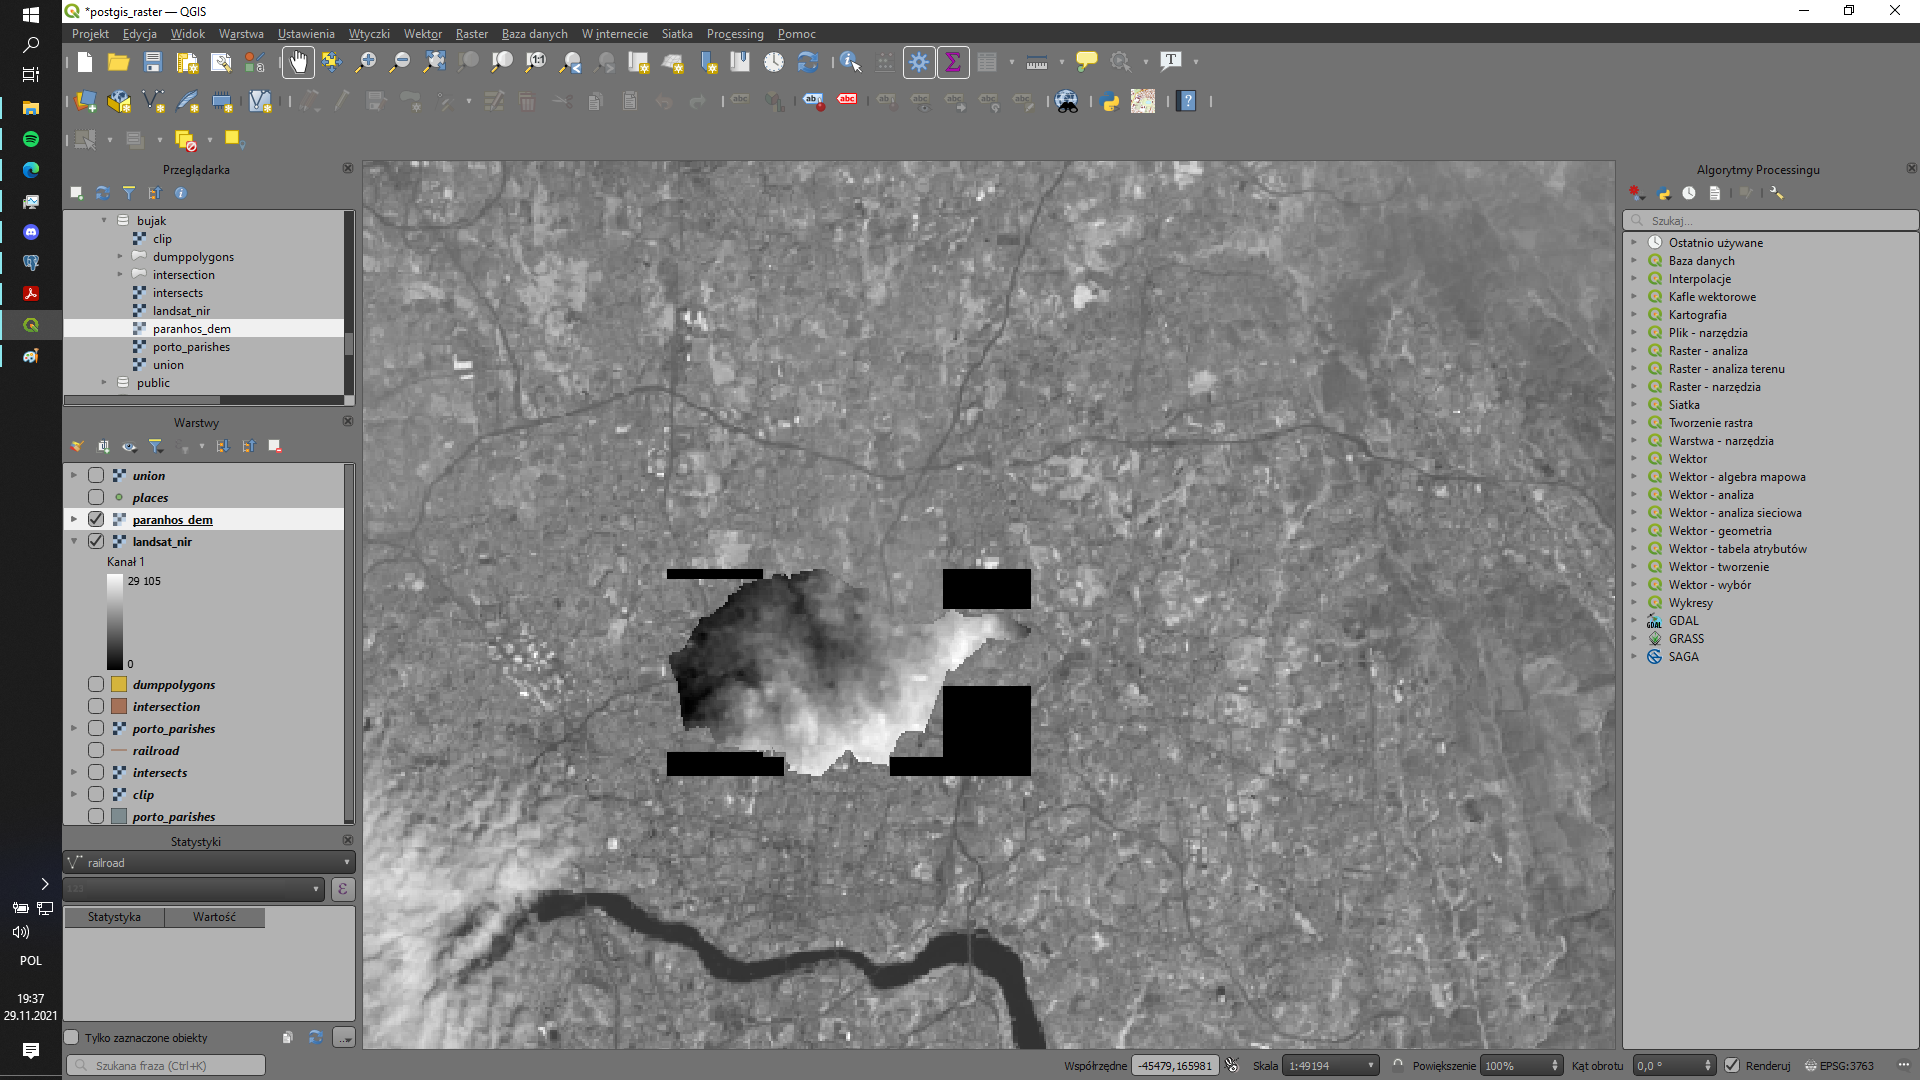 *postgis_raster — QGIS
Projekt Edycja Widok Warstwa Ustawienia Wtyczki Wektor Raster Baza danych W internecie Siatka Processing Pomoc
Przeglądarka
bujak
clip
dumppolygons
intersection
intersects
landsat_nir
paranhos_dem
porto_parishes
union
public
Warstwy
union
places
paranhos_dem
landsat_nir
Kanał 1
29 105
0
dumppolygons
intersection
porto_parishes
railroad
intersects
clip
porto_parishes
Statystyki
railroad
123
Statystyka Wartość
Tylko zaznaczone obiekty
Szukana fraza (Ctrl+K)
Algorytmy Processingu
Szukaj...
Ostatnio używane
Baza danych
Interpolacje
Kafle wektorowe
Kartografia
Plik - narzędzia
Raster - analiza
Raster - analiza terenu
Raster - narzędzia
Siatka
Tworzenie rastra
Warstwa - narzędzia
Wektor
Wektor - algebra mapowa
Wektor - analiza
Wektor - analiza sieciowa
Wektor - geometria
Wektor - tabela atrybutów
Wektor - tworzenie
Wektor - wybór
Wykresy
GDAL
GRASS
SAGA
Współrzędne -45479,165981 Skala 1:49194 Powiększenie 100% Kąt obrotu 0,0 ° Renderuj EPSG:3763
POL
19:37
29.11.2021